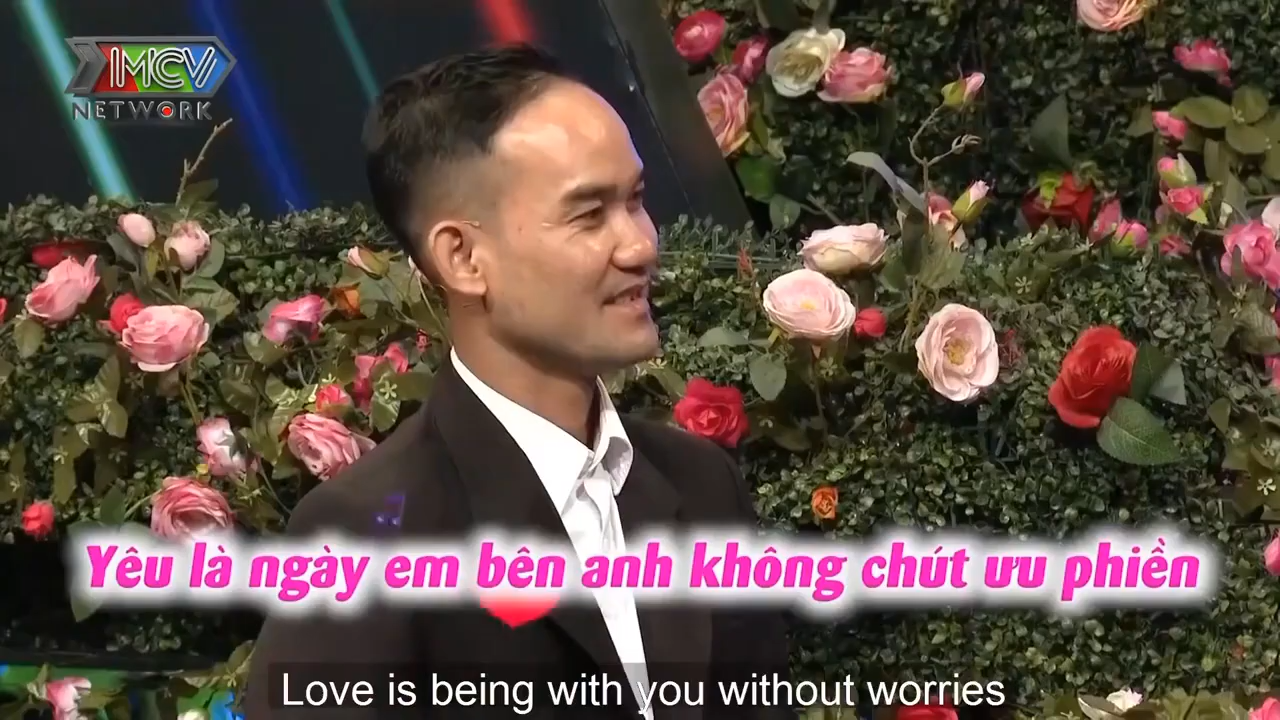 MCV
NETWORK
Yêu là ngày em bên anh không chút ưu phiền
Love is being with you without worries